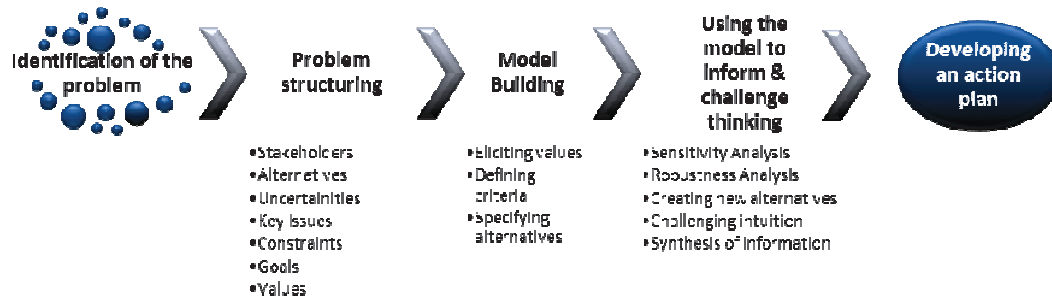 Identification of the
problem
Problem
structuring
•Stakeholders
•Alternatives
•Uncertainities
•Key Issues
•Constraints
•Goals
•Values
Model
Building
•Eliciting values
•Defining
criteria
•Specifying
alternatives
Using the
model to
inform &
challenge
thinking
•Sensitivity Analysis
•Robustness Analysis
•Creating new alternatives
•Challenging intuition
•Synthesis of Information
Developing
an action
plan